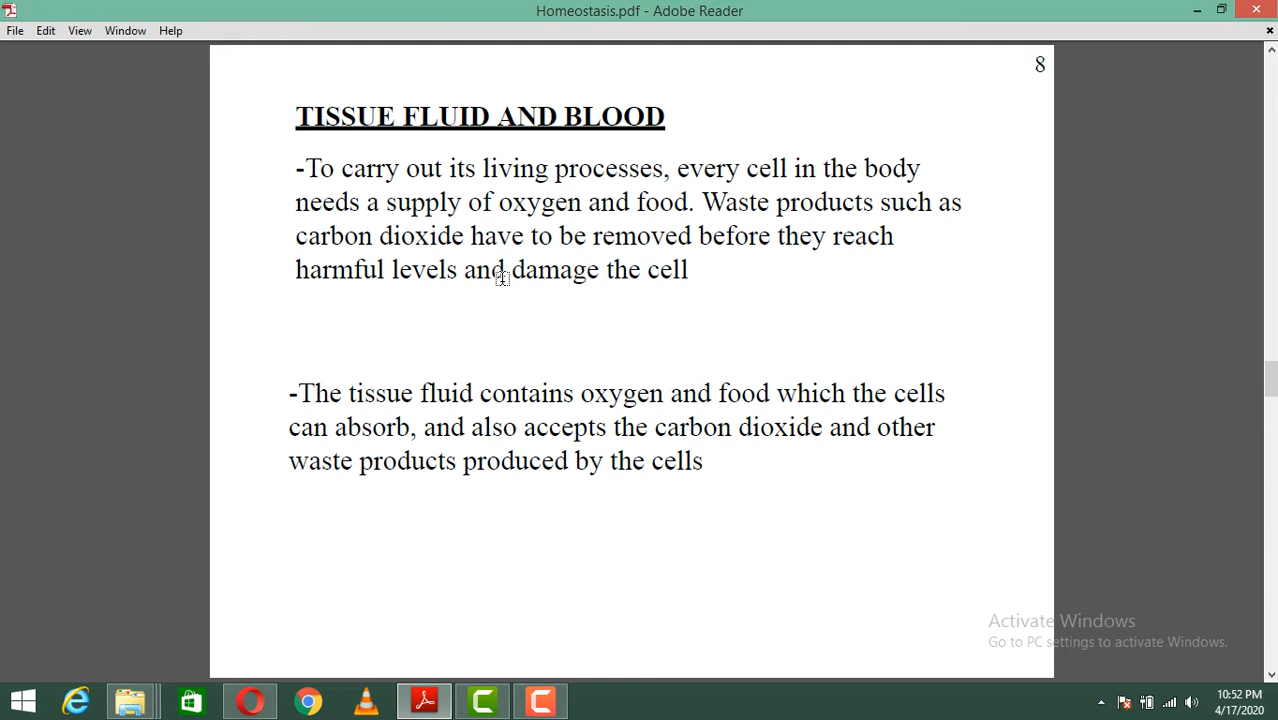 Homeostasis.pdf - Adobe Reader
File Edit View Window Help
8
TISSUE FLUID AND BLOOD
-To carry out its living processes, every cell in the body
needs a supply of oxygen and food. Waste products such as
carbon dioxide have to be removed before they reach
harmful levels and damage the cell
-The tissue fluid contains oxygen and food which the cells
can absorb, and also accepts the carbon dioxide and other
waste products produced by the cells
Activate Windows
Go to PC settings to activate Windows.
10:52 PM
4/17/2020